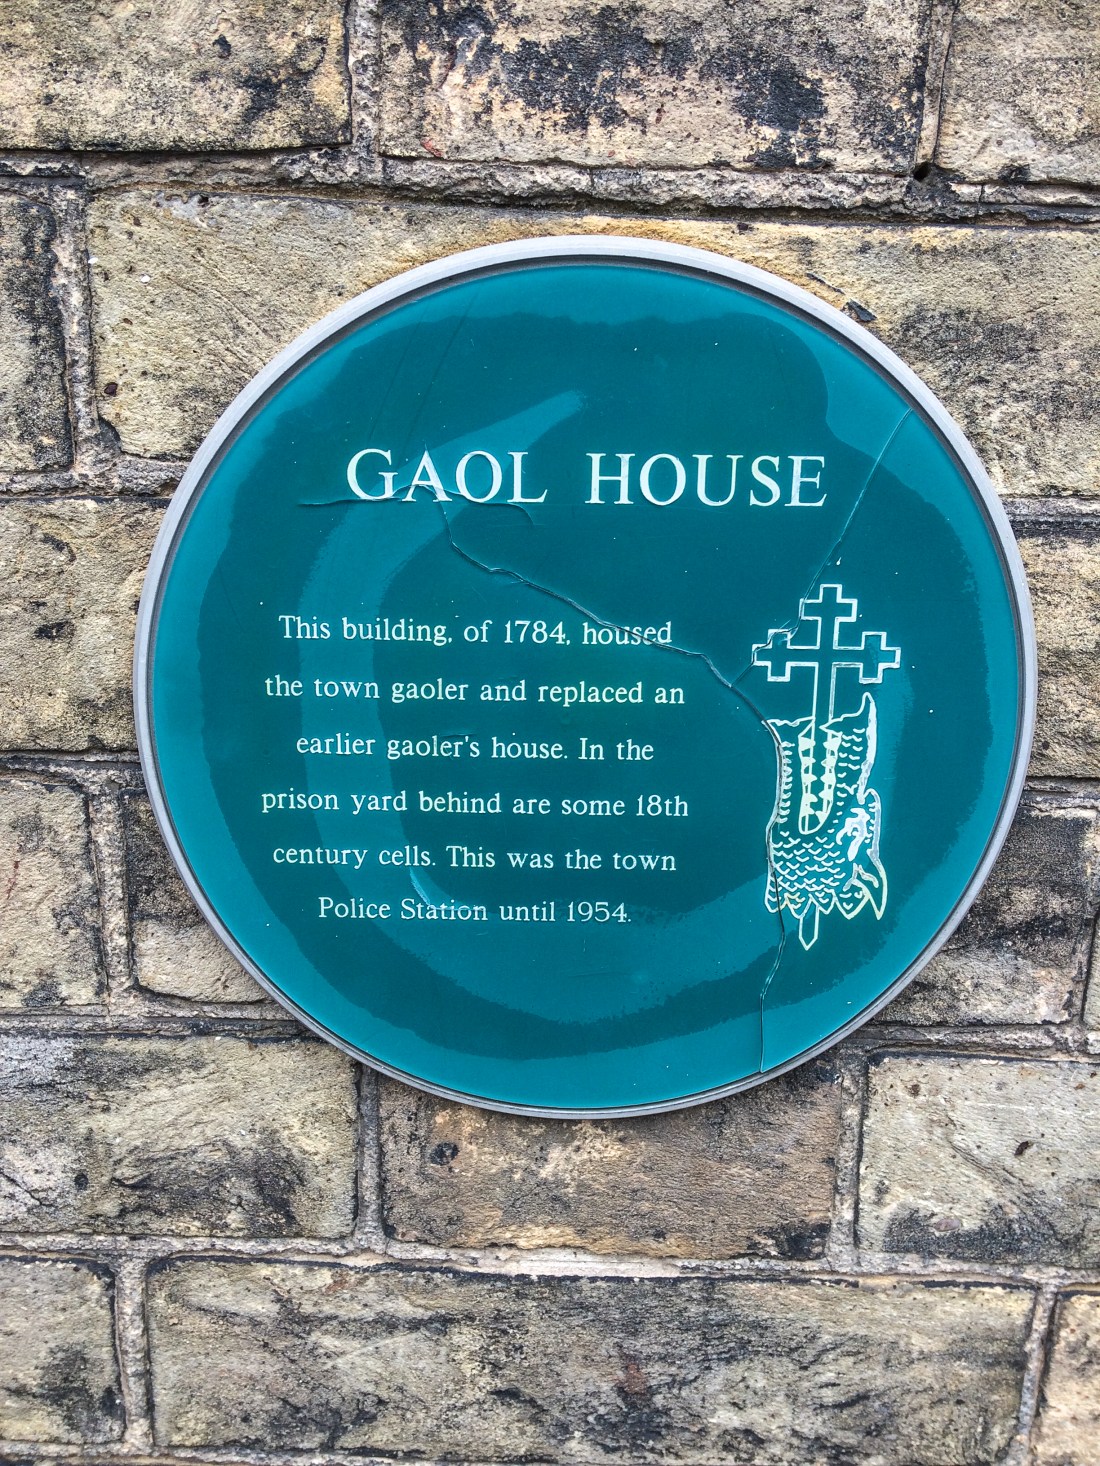 GAOL HOUSE
This building, of 1784, housed
the town gaoler and replaced an
earlier gaoler's house. In the
prison yard behind are some 18th
century cells. This was the town
Police Station until 1954.